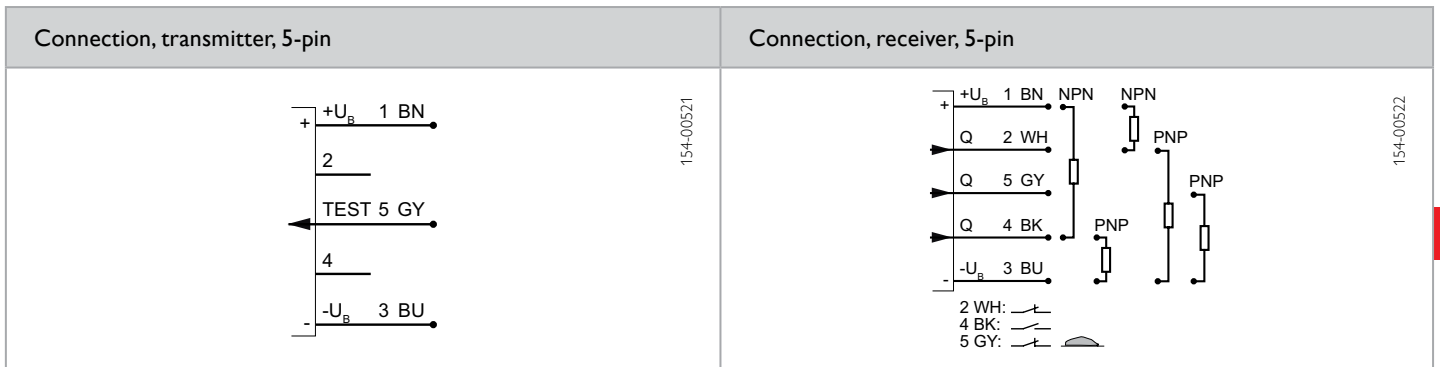 Connection, transmitter, 5-pin
+U_B 1 BN
+
2
TEST 5 GY
4
-U_B 3 BU
-
154-00521
Connection, receiver, 5-pin
+U_B 1 BN NPN NPN
+
Q 2 WH PNP
Q 5 GY PNP
Q 4 BK PNP
-U_B 3 BU
-
2 WH:
4 BK:
5 GY:
154-00522